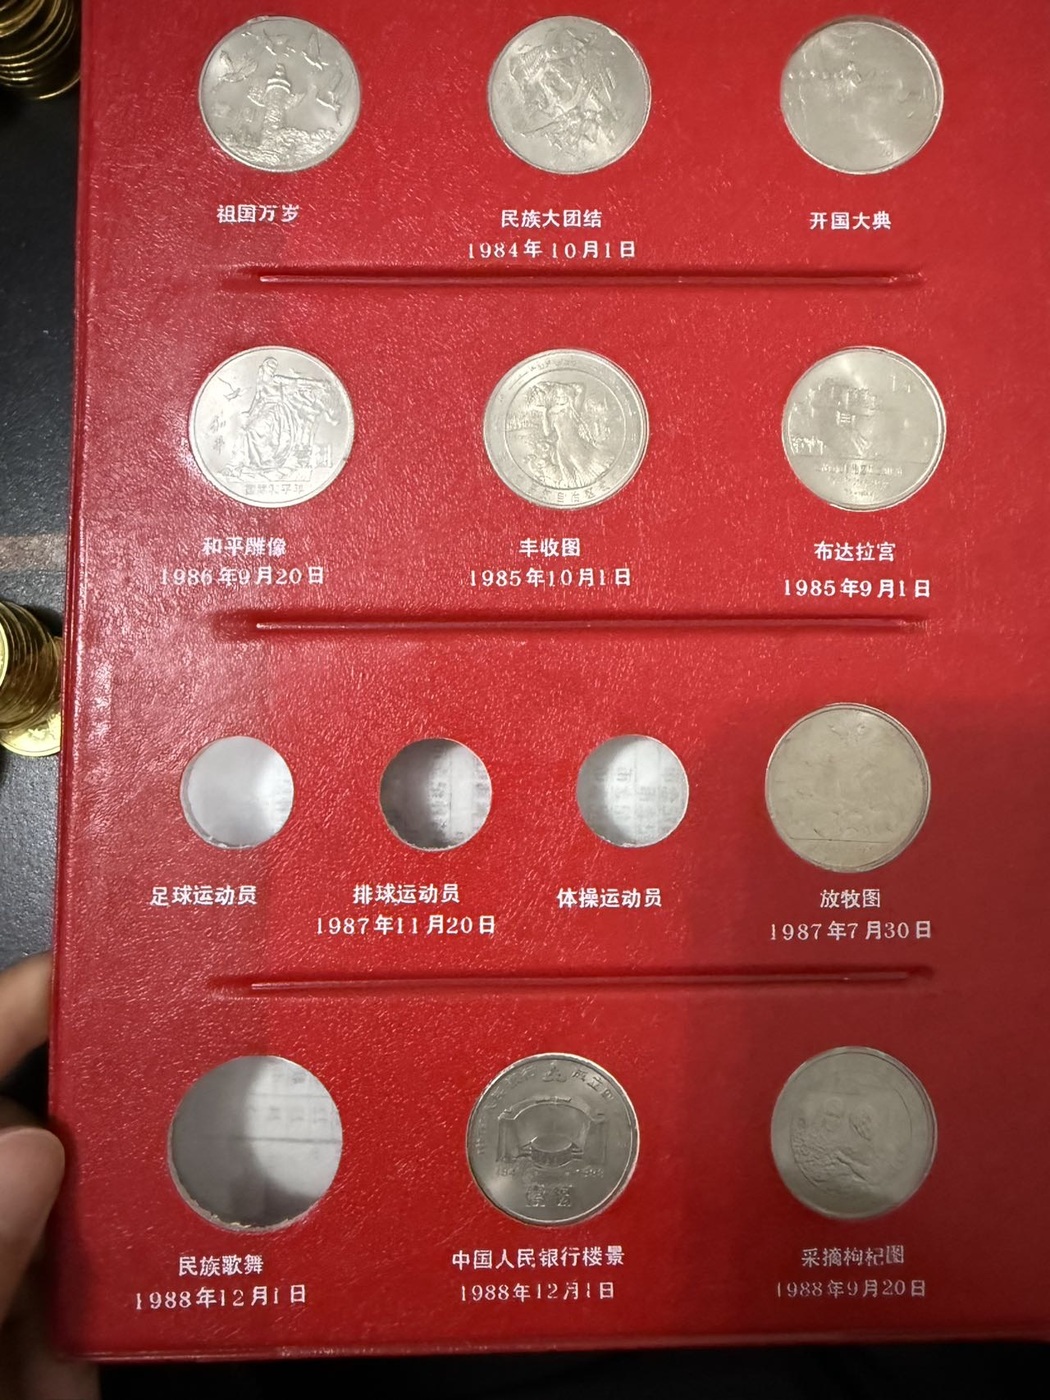 祖国万岁
民族大团结
开国大典
1984年10月1日
和平雕像
丰收图
布达拉宫
1986年9月20日
1985年10月1日
1985年9月1日
足球运动员
排球运动员
体操运动员
放牧图
1987年11月20日
1987年7月30日
民族歌舞
中国人民银行楼景
采摘枸杞图
1988年12月1日
1988年12月1日
1988年9月20日